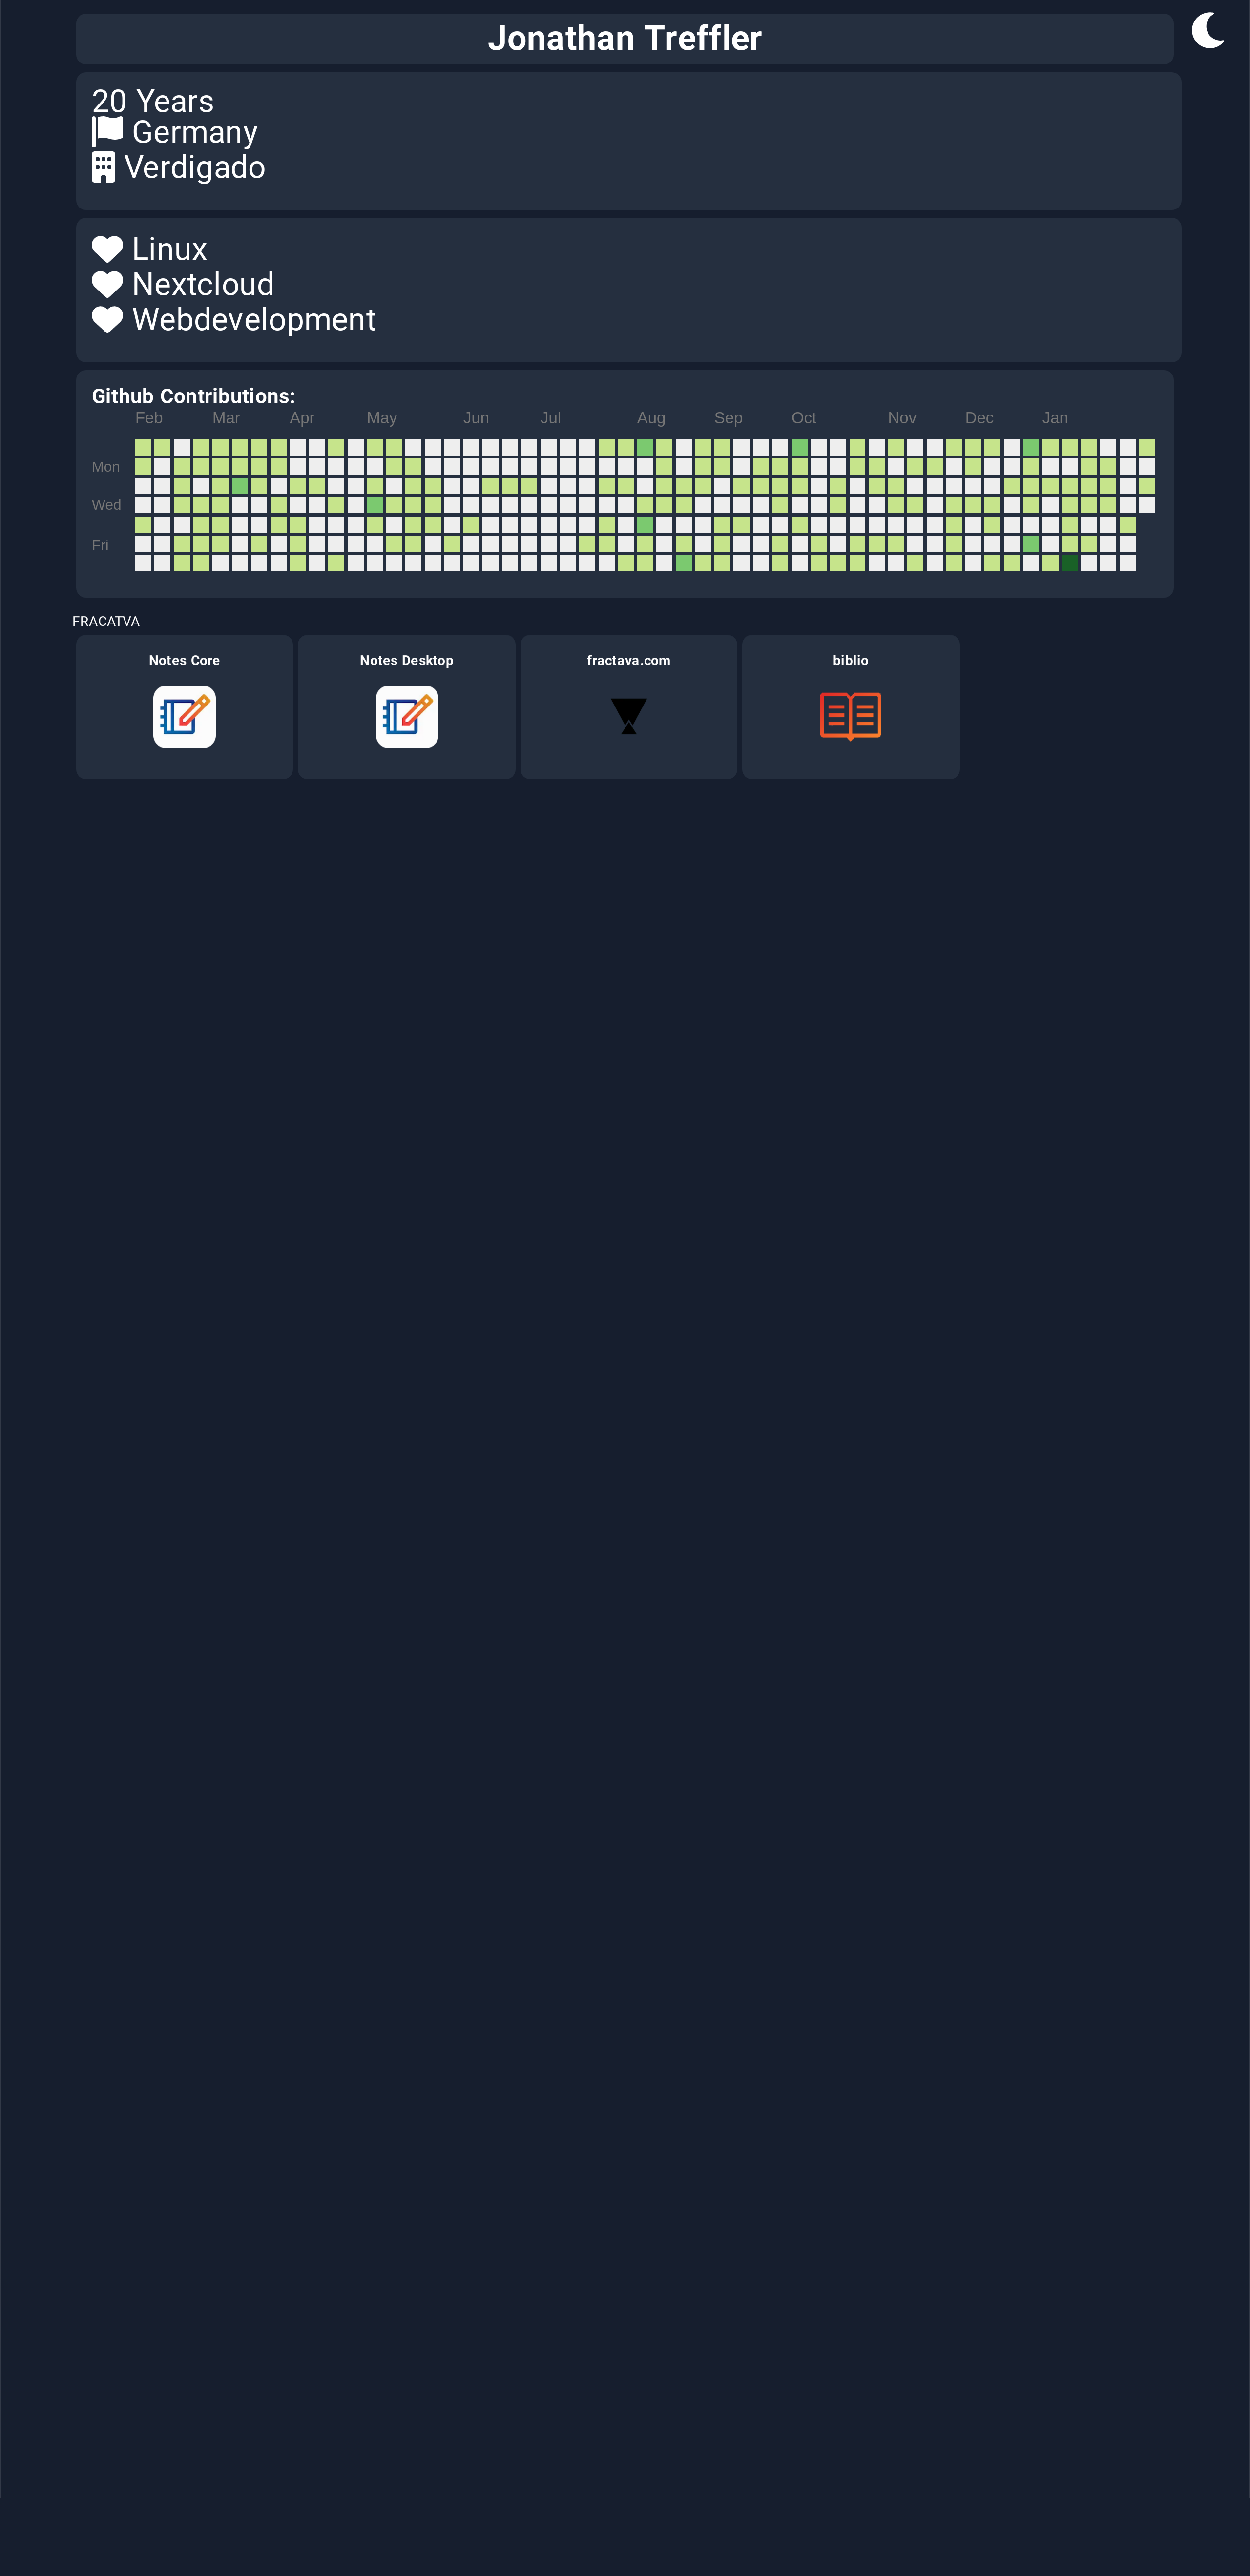 Jonathan Treffler
20 Years
Germany
Verdigado
Linux
Nextcloud
Webdevelopment
Github Contributions:
Feb Mar Apr May Jun Jul Aug Sep Oct Nov Dec Jan
Mon
Wed
Fri
FRACATVA
Notes Core Notes Desktop fractava.com biblio